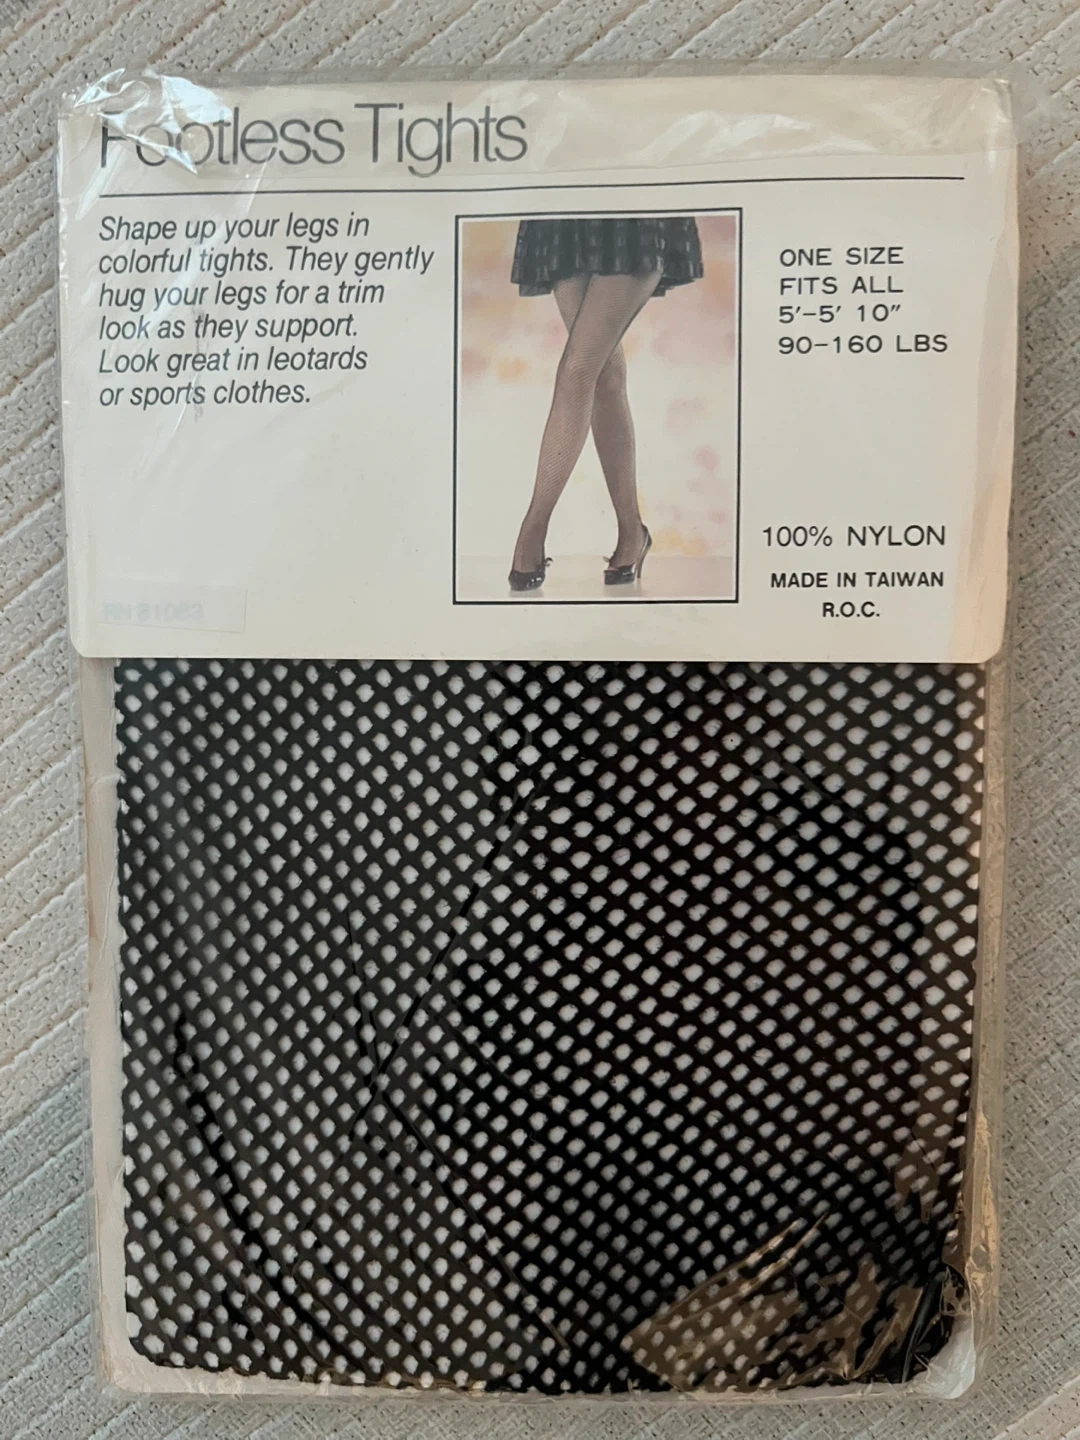 Footless Tights
Shape up your legs in
colorful tights. They gently
hug your legs for a trim
look as they support.
Look great in leotards
or sports clothes.
ONE SIZE
FITS ALL
5'–5' 10"
90–160 LBS
100% NYLON
MADE IN TAIWAN
R.O.C.